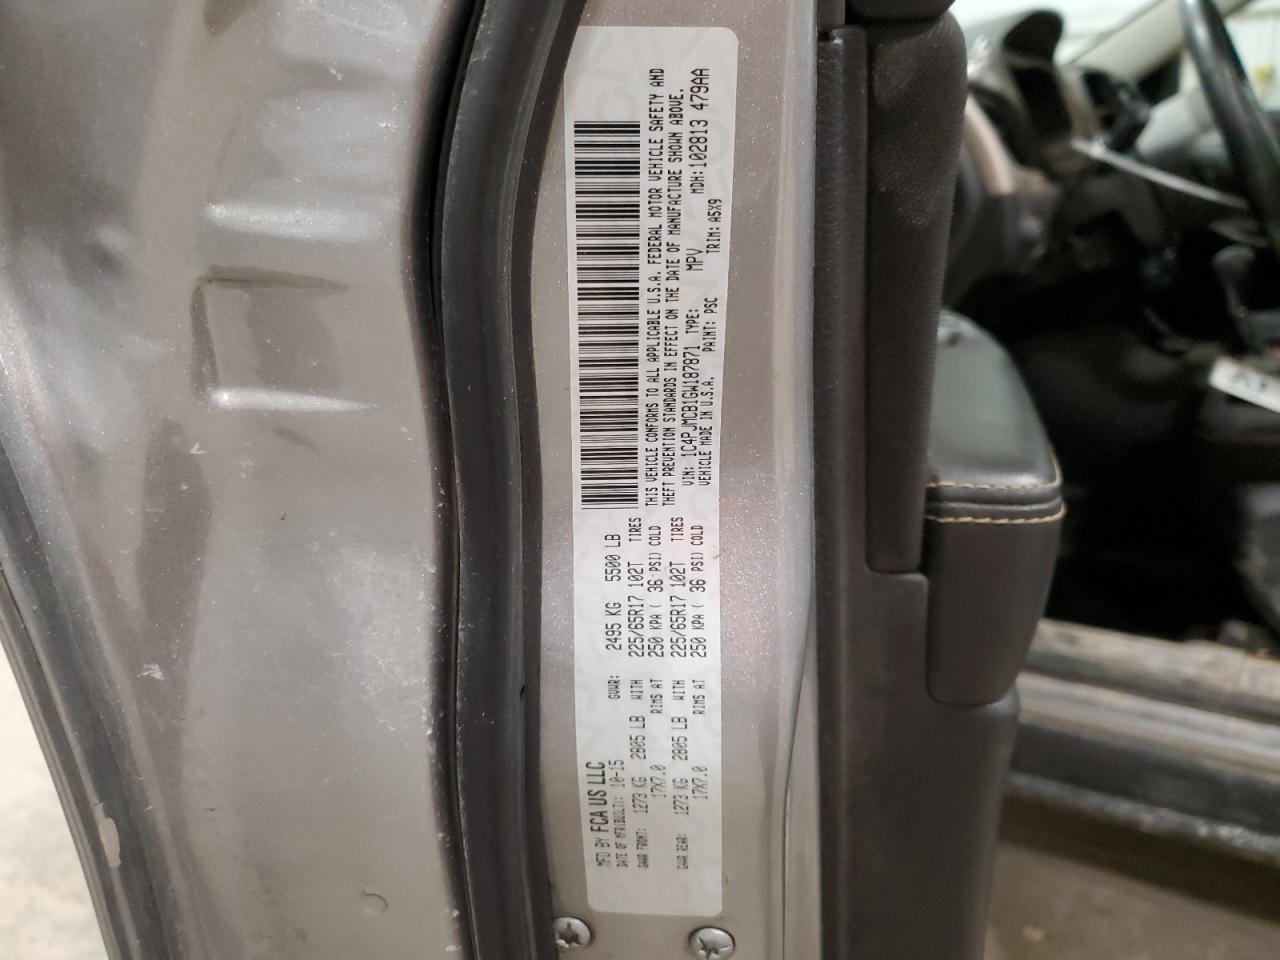 MFD BY FCA US LLC
DATE OF MFR(BUILT): 10-15 GVWR: 2495 KG 5500 LB
GAWR FRONT: 1273 KG 2805 LB WITH 225/65R17 102T TIRES
17X7.0 RIMS AT 250 KPA ( 36 PSI) COLD
GAWR REAR: 1273 KG 2805 LB WITH 225/65R17 102T TIRES
17X7.0 RIMS AT 250 KPA ( 36 PSI) COLD
THIS VEHICLE CONFORMS TO ALL APPLICABLE U.S.A. FEDERAL MOTOR VEHICLE SAFETY AND
THEFT PREVENTION STANDARDS IN EFFECT ON THE DATE OF MANUFACTURE SHOWN ABOVE.
VIN: 1C4PJMCB1GW187871 TYPE: MPV MDH: 102813 479AA
VEHICLE MADE IN U.S.A. PAINT: PSC TRIM: A5X9